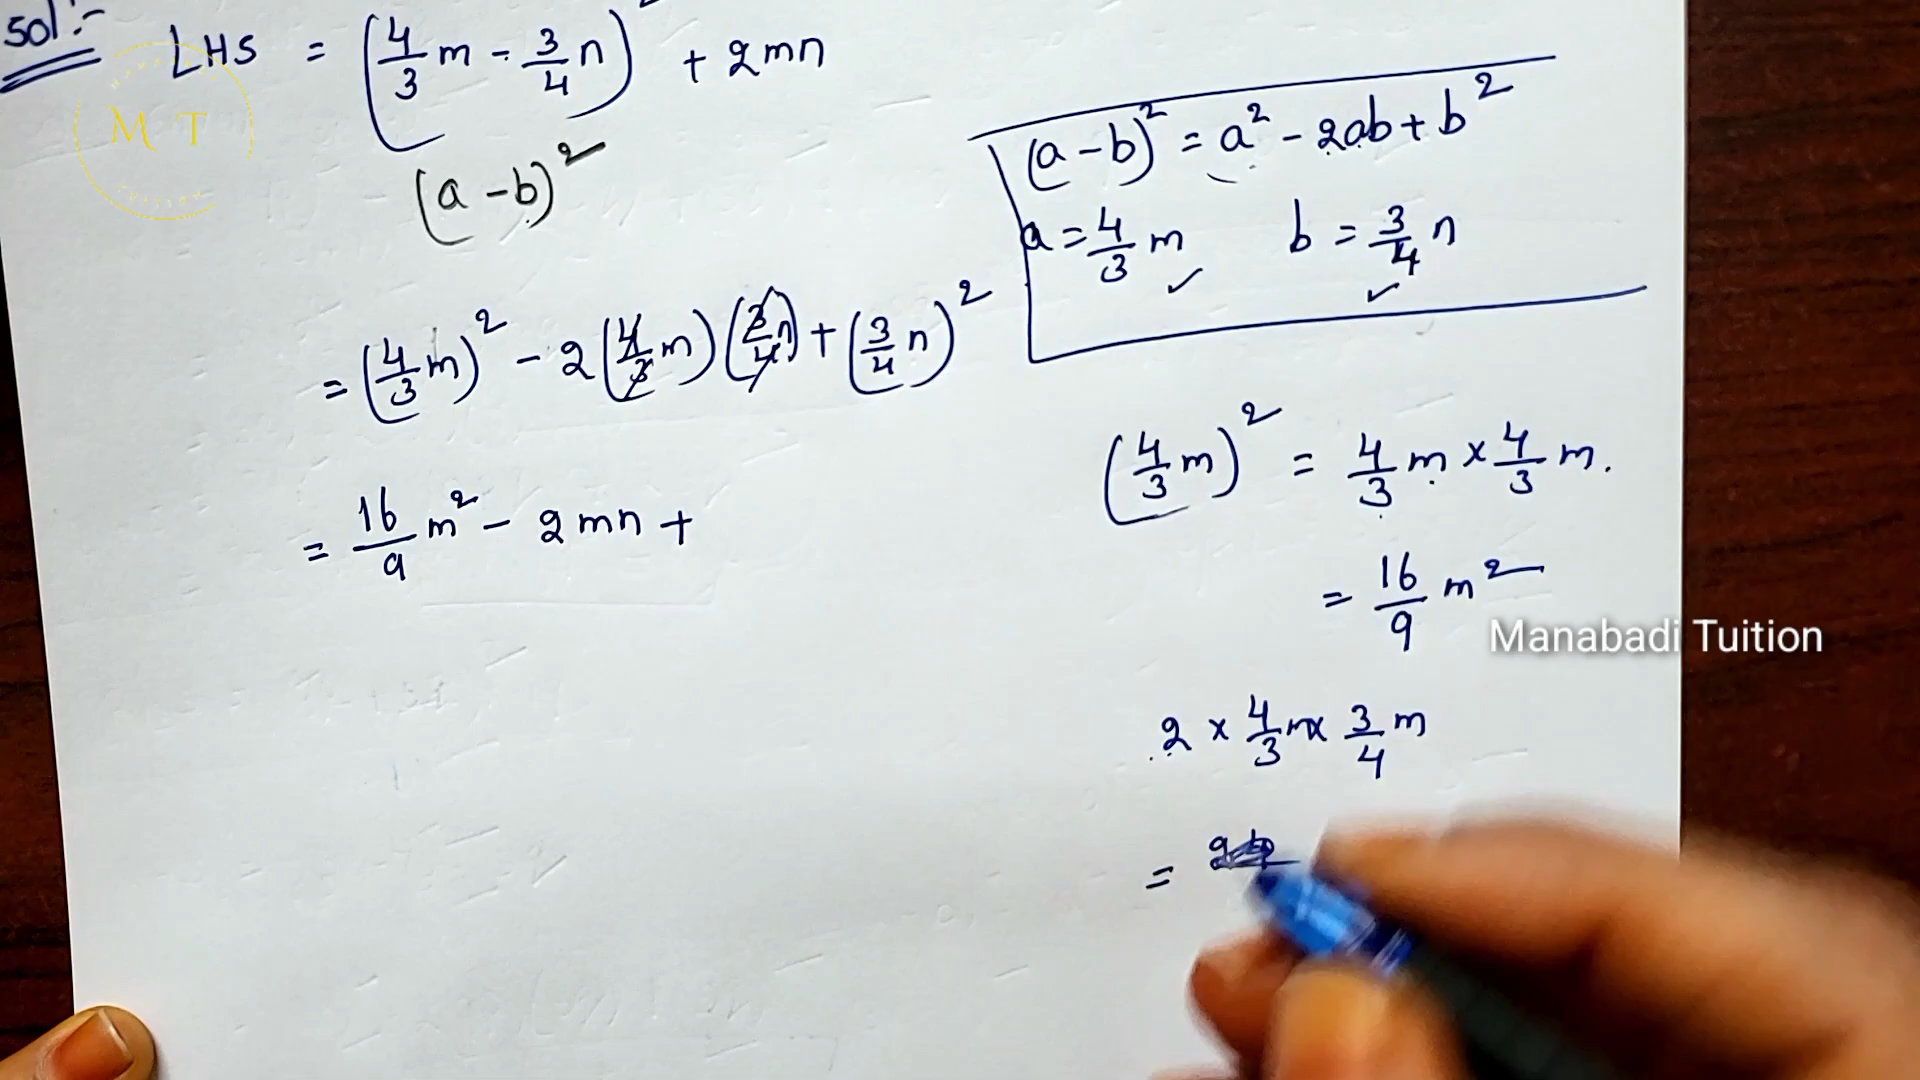 Sol:-
LHS = (4/3 m - 3/4 n)² + 2mn
(a - b)²
(a - b)² = a² - 2ab + b²
a = 4/3 m b = 3/4 n
= (4/3 m)² - 2(4/3 m)(3/4 n) + (3/4 n)²
= 16/9 m² - 2mn +
(4/3 m)² = 4/3 m × 4/3 m.
= 16/9 m²
2 × 4/3 m × 3/4 m
=
M T
Manabadi Tuition